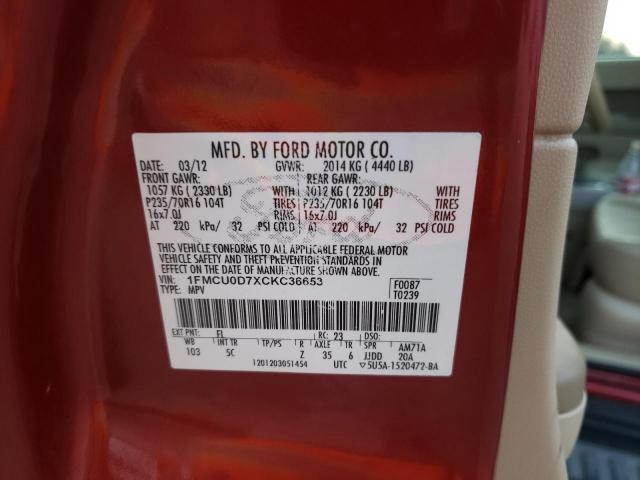 MFD. BY FORD MOTOR CO.
DATE: 03/12 GVWR: 2014 KG ( 4440 LB)
FRONT GAWR: REAR GAWR:
1057 KG ( 2330 LB) WITH 1012 KG ( 2230 LB) WITH
P235/70R16 104T TIRES P235/70R16 104T TIRES
16x7.0J RIMS 16x7.0J RIMS
AT 220 kPa/ 32 PSI COLD AT 220 kPa/ 32 PSI COLD
THIS VEHICLE CONFORMS TO ALL APPLICABLE FEDERAL MOTOR
VEHICLE SAFETY AND THEFT PREVENTION STANDARDS IN
EFFECT ON THE DATE OF MANUFACTURE SHOWN ABOVE.
VIN: 1FMCU0D7XCKC36653 F0087
TYPE: MPV T0239
EXT PNT: FL RC: 23 DSO:
WB INT TR TP/PS R AXLE TR SPR AM71A
103 5C Z 35 6 JJDD 20A
1201203051454 UTC ▽5U5A-1520472-BA